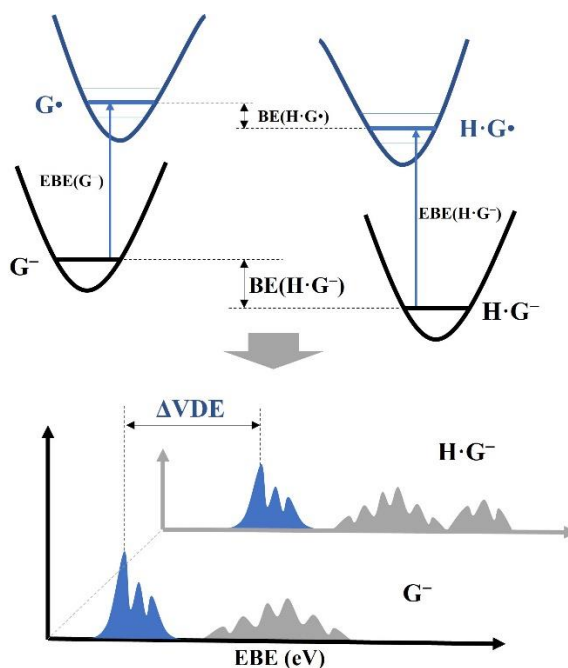 G•
BE(H·G•)
H·G•
EBE(G⁻)
EBE(H·G⁻)
G⁻
BE(H·G⁻)
H·G⁻
ΔVDE
H·G⁻
G⁻
EBE (eV)